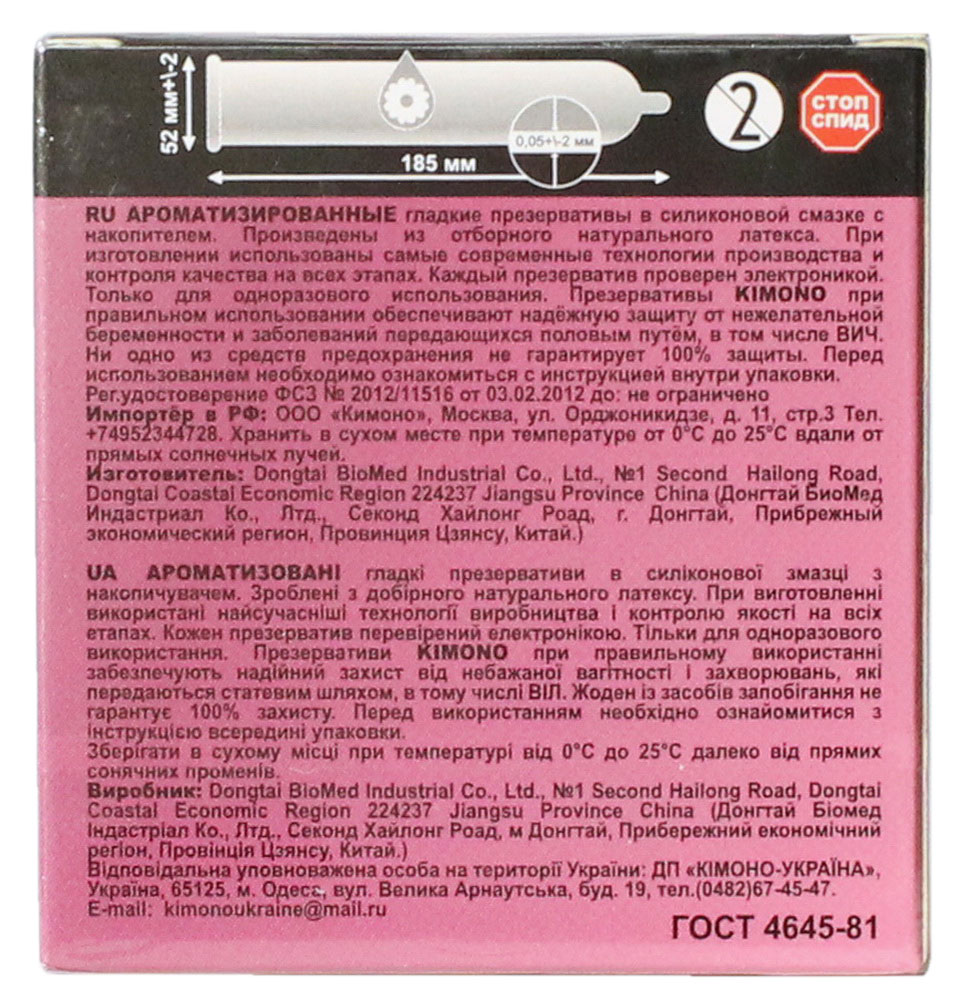 52 мм+\-2
0,05+\-2 мм
185 мм
2
СТОП
СПИД
RU АРОМАТИЗИРОВАННЫЕ гладкие презервативы в силиконовой смазке с
накопителем. Произведены из отборного натурального латекса. При
изготовлении использованы самые современные технологии производства и
контроля качества на всех этапах. Каждый презерватив проверен электроникой.
Только для одноразового использования. Презервативы KIMONO при
правильном использовании обеспечивают надёжную защиту от нежелательной
беременности и заболеваний передающихся половым путём, в том числе ВИЧ.
Ни одно из средств предохранения не гарантирует 100% защиты. Перед
использованием необходимо ознакомиться с инструкцией внутри упаковки.
Рег.удостоверение ФСЗ № 2012/11516 от 03.02.2012 до: не ограничено
Импортёр в РФ: ООО «Кимоно», Москва, ул. Орджоникидзе, д. 11, стр.3 Тел.
+74952344728. Хранить в сухом месте при температуре от 0°С до 25°С вдали от
прямых солнечных лучей.
Изготовитель: Dongtai BioMed Industrial Co., Ltd., №1 Second Hailong Road,
Dongtai Coastal Economic Region 224237 Jiangsu Province China (Донгтай БиоМед
Индастриал Ко., Лтд., Секонд Хайлонг Роад, г. Донгтай, Прибрежный
экономический регион, Провинция Цзянсу, Китай.)
UA АРОМАТИЗОВАНІ гладкі презервативи в силіконовой змазці з
накопичувачем. Зроблені з добірного натурального латексу. При виготовленні
використані найсучасніші технології виробництва і контролю якості на всіх
етапах. Кожен презерватив перевірений електронікою. Тільки для одноразового
використання. Презервативи KIMONO при правильному використанні
забезпечують надійний захист від небажаної вагітності і захворювань, які
передаються статевим шляхом, в тому числі ВІЛ. Жоден із засобів запобігання не
гарантує 100% захисту. Перед використанням необхідно ознайомитися з
інструкцією всередині упаковки.
Зберігати в сухому місці при температурі від 0°С до 25°С далеко від прямих
сонячних променів.
Виробник: Dongtai BioMed Industrial Co., Ltd., №1 Second Hailong Road, Dongtai
Coastal Economic Region 224237 Jiangsu Province China (Донгтай Біомед
Індастріал Ко., Лтд., Секонд Хайлонг Роад, м Донгтай, Прибережний економічний
регіон, Провінція Цзянсу, Китай.)
Відповідальна уповноважена особа на території України: ДП «КІМОНО-УКРАЇНА»,
Україна, 65125, м. Одеса, вул. Велика Арнаутська, буд. 19, тел.(0482)67-45-47.
E-mail: kimonoukraine@mail.ru
ГОСТ 4645-81